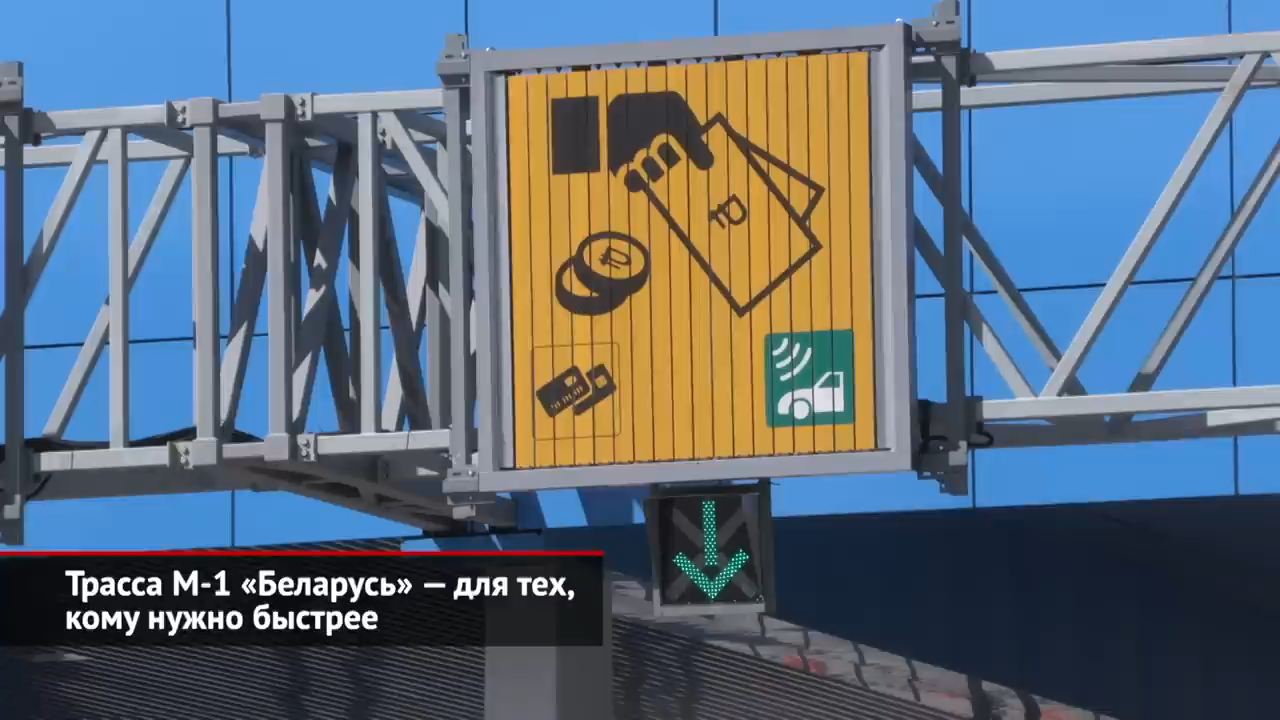 Трасса М-1 «Беларусь» — для тех,
кому нужно быстрее